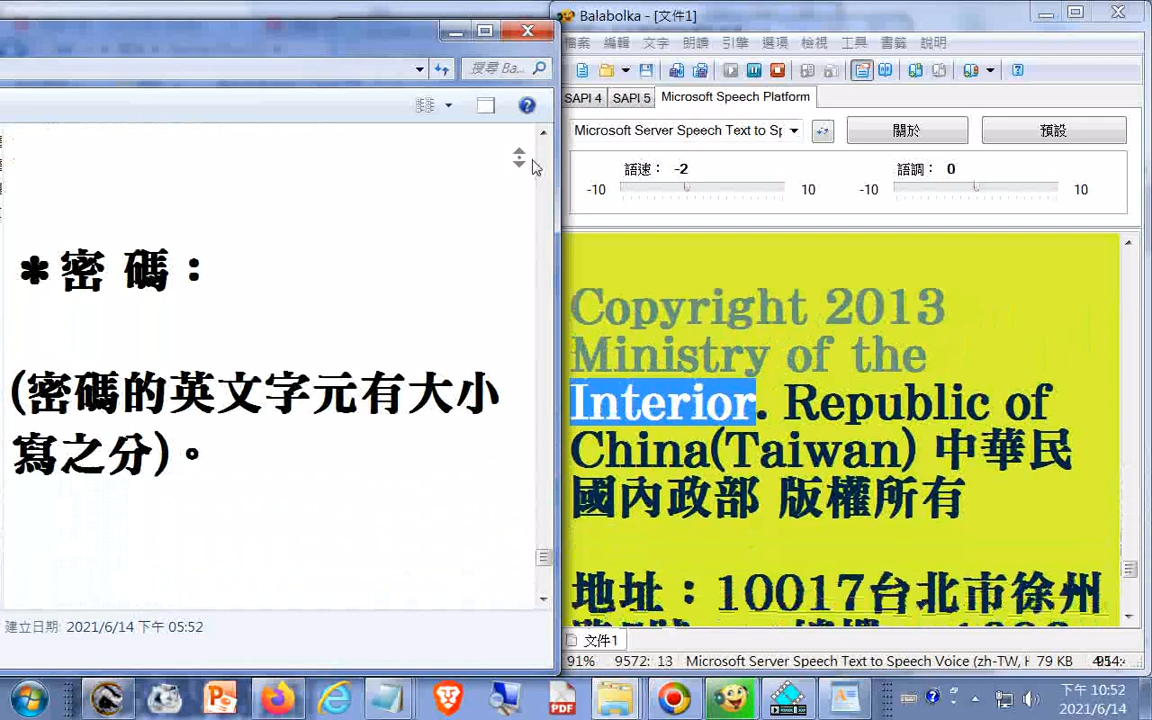 Balabolka - [文件1]
搜尋 Ba...
檔案 編輯 文字 朗讀 引擎 選項 檢視 工具 書籤 說明
SAPI 4 SAPI 5 Microsoft Speech Platform
Microsoft Server Speech Text to Sp
關於 預設
語速： -2 語調： 0
-10 10 -10 10
＊密 碼：
(密碼的英文字元有大小
寫之分)。
Copyright 2013
Ministry of the
Interior. Republic of
China(Taiwan) 中華民
國內政部 版權所有
地址：10017台北市徐州
建立日期: 2021/6/14 下午 05:52
文件1
91% 9572: 13 Microsoft Server Speech Text to Speech Voice (zh-TW, H 79 KB
PDF
下午 10:52
2021/6/14